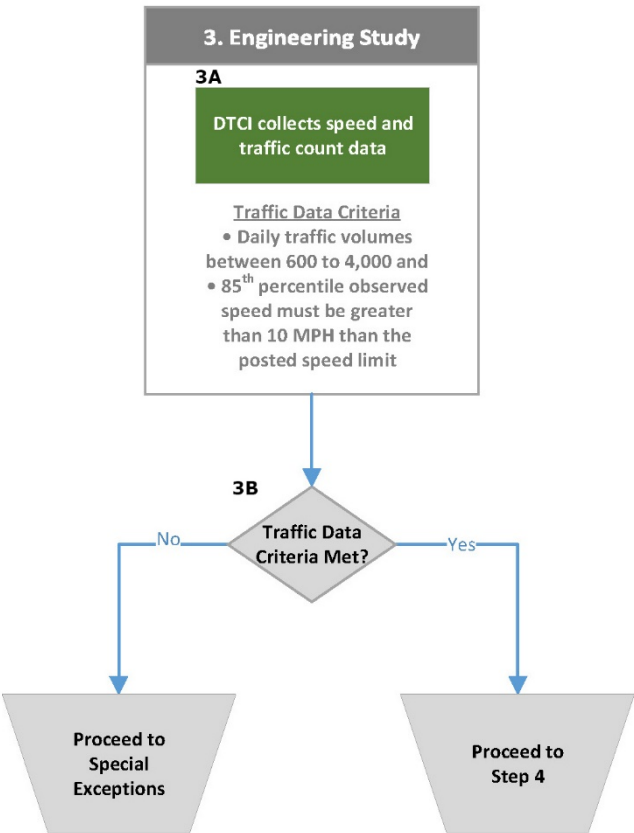 3. Engineering Study
3A
DTCI collects speed and
traffic count data
Traffic Data Criteria
• Daily traffic volumes
between 600 to 4,000 and
• 85th percentile observed
speed must be greater
than 10 MPH than the
posted speed limit
3B
Traffic Data
Criteria Met?
No
Yes
Proceed to
Special
Exceptions
Proceed to
Step 4